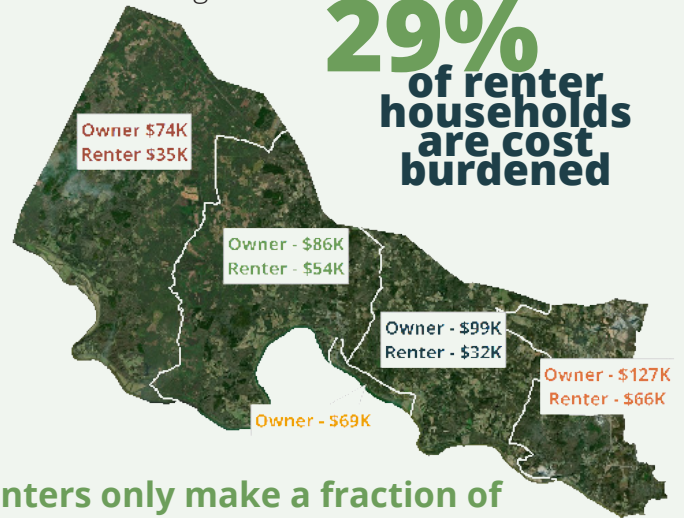 29%
of renter
households
are cost
burdened
Owner $74K
Renter $35K
Owner - $86K
Renter - $54K
Owner - $99K
Renter - $32K
Owner - $127K
Renter - $66K
Owner - $69K
only make a fraction of